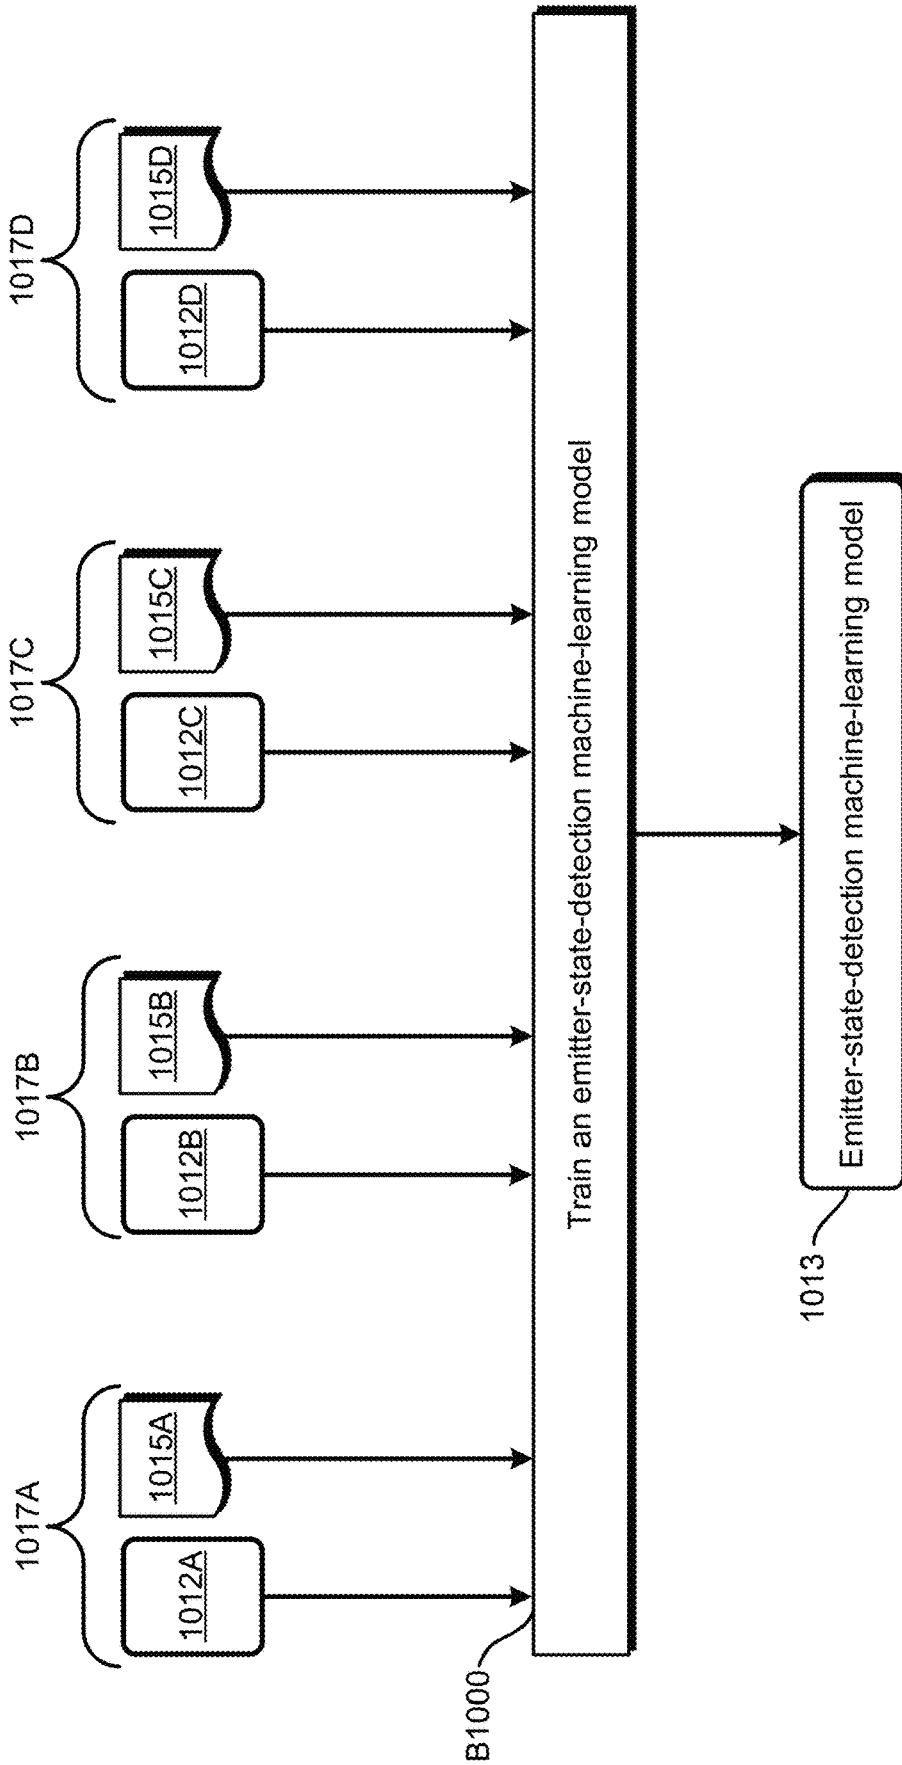 1017A
1017B
1017C
1017D
1012A
1015A
1012B
1015B
1012C
1015C
1012D
1015D
B1000
Train an emitter-state-detection machine-learning model
1013
Emitter-state-detection machine-learning model